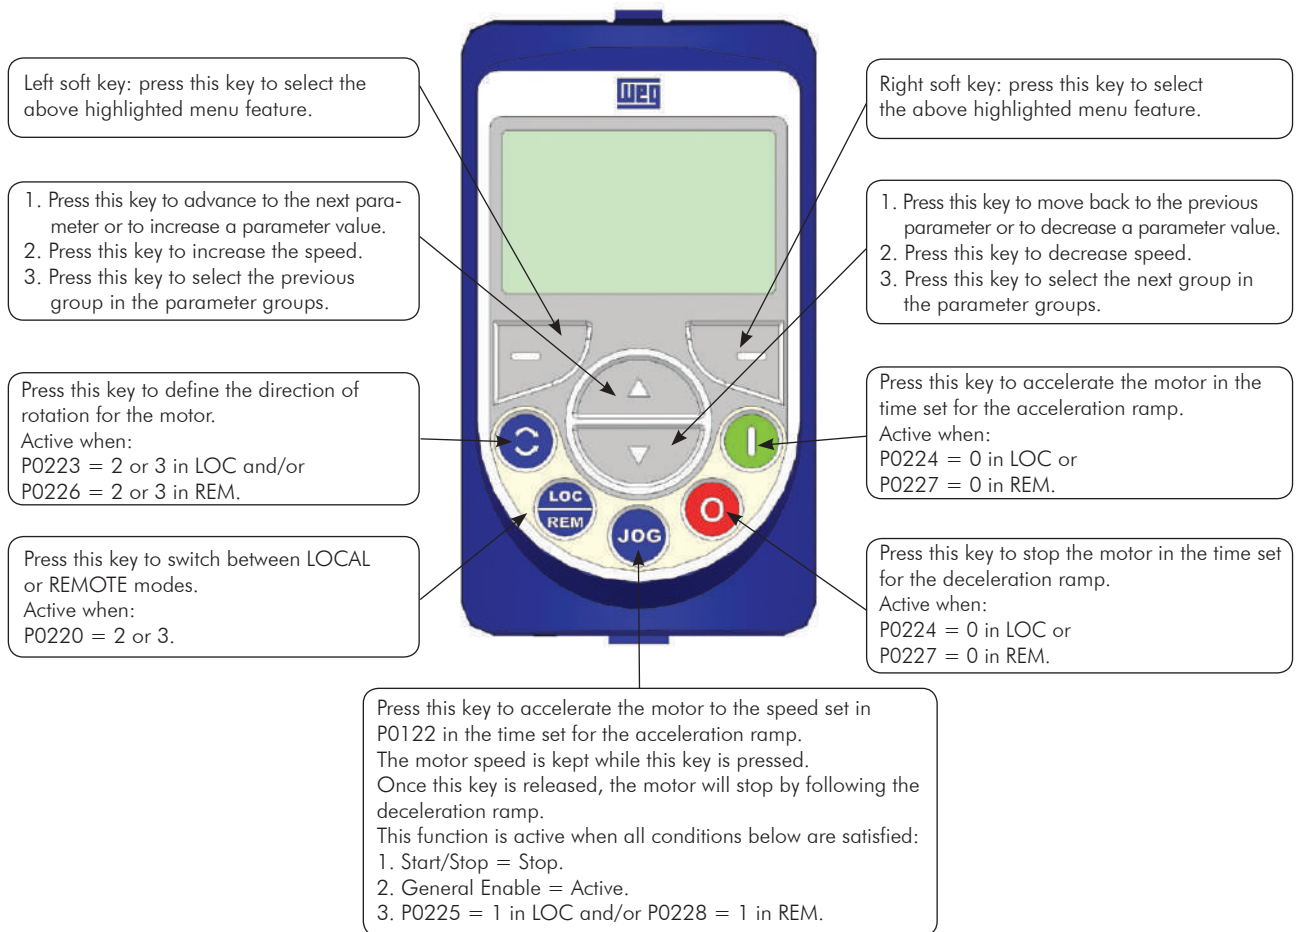 weg
Left soft key: press this key to select the
above highlighted menu feature.
Right soft key: press this key to select
the above highlighted menu feature.
1. Press this key to advance to the next para-
meter or to increase a parameter value.
2. Press this key to increase the speed.
3. Press this key to select the previous
group in the parameter groups.
1. Press this key to move back to the previous
parameter or to decrease a parameter value.
2. Press this key to decrease speed.
3. Press this key to select the next group in
the parameter groups.
Press this key to define the direction of
rotation for the motor.
Active when:
P0223 = 2 or 3 in LOC and/or
P0226 = 2 or 3 in REM.
Press this key to accelerate the motor in the
time set for the acceleration ramp.
Active when:
P0224 = 0 in LOC or
P0227 = 0 in REM.
LOC
REM
JOG
Press this key to switch between LOCAL
or REMOTE modes.
Active when:
P0220 = 2 or 3.
Press this key to stop the motor in the time set
for the deceleration ramp.
Active when:
P0224 = 0 in LOC or
P0227 = 0 in REM.
Press this key to accelerate the motor to the speed set in
P0122 in the time set for the acceleration ramp.
The motor speed is kept while this key is pressed.
Once this key is released, the motor will stop by following the
deceleration ramp.
This function is active when all conditions below are satisfied:
1. Start/Stop = Stop.
2. General Enable = Active.
3. P0225 = 1 in LOC and/or P0228 = 1 in REM.